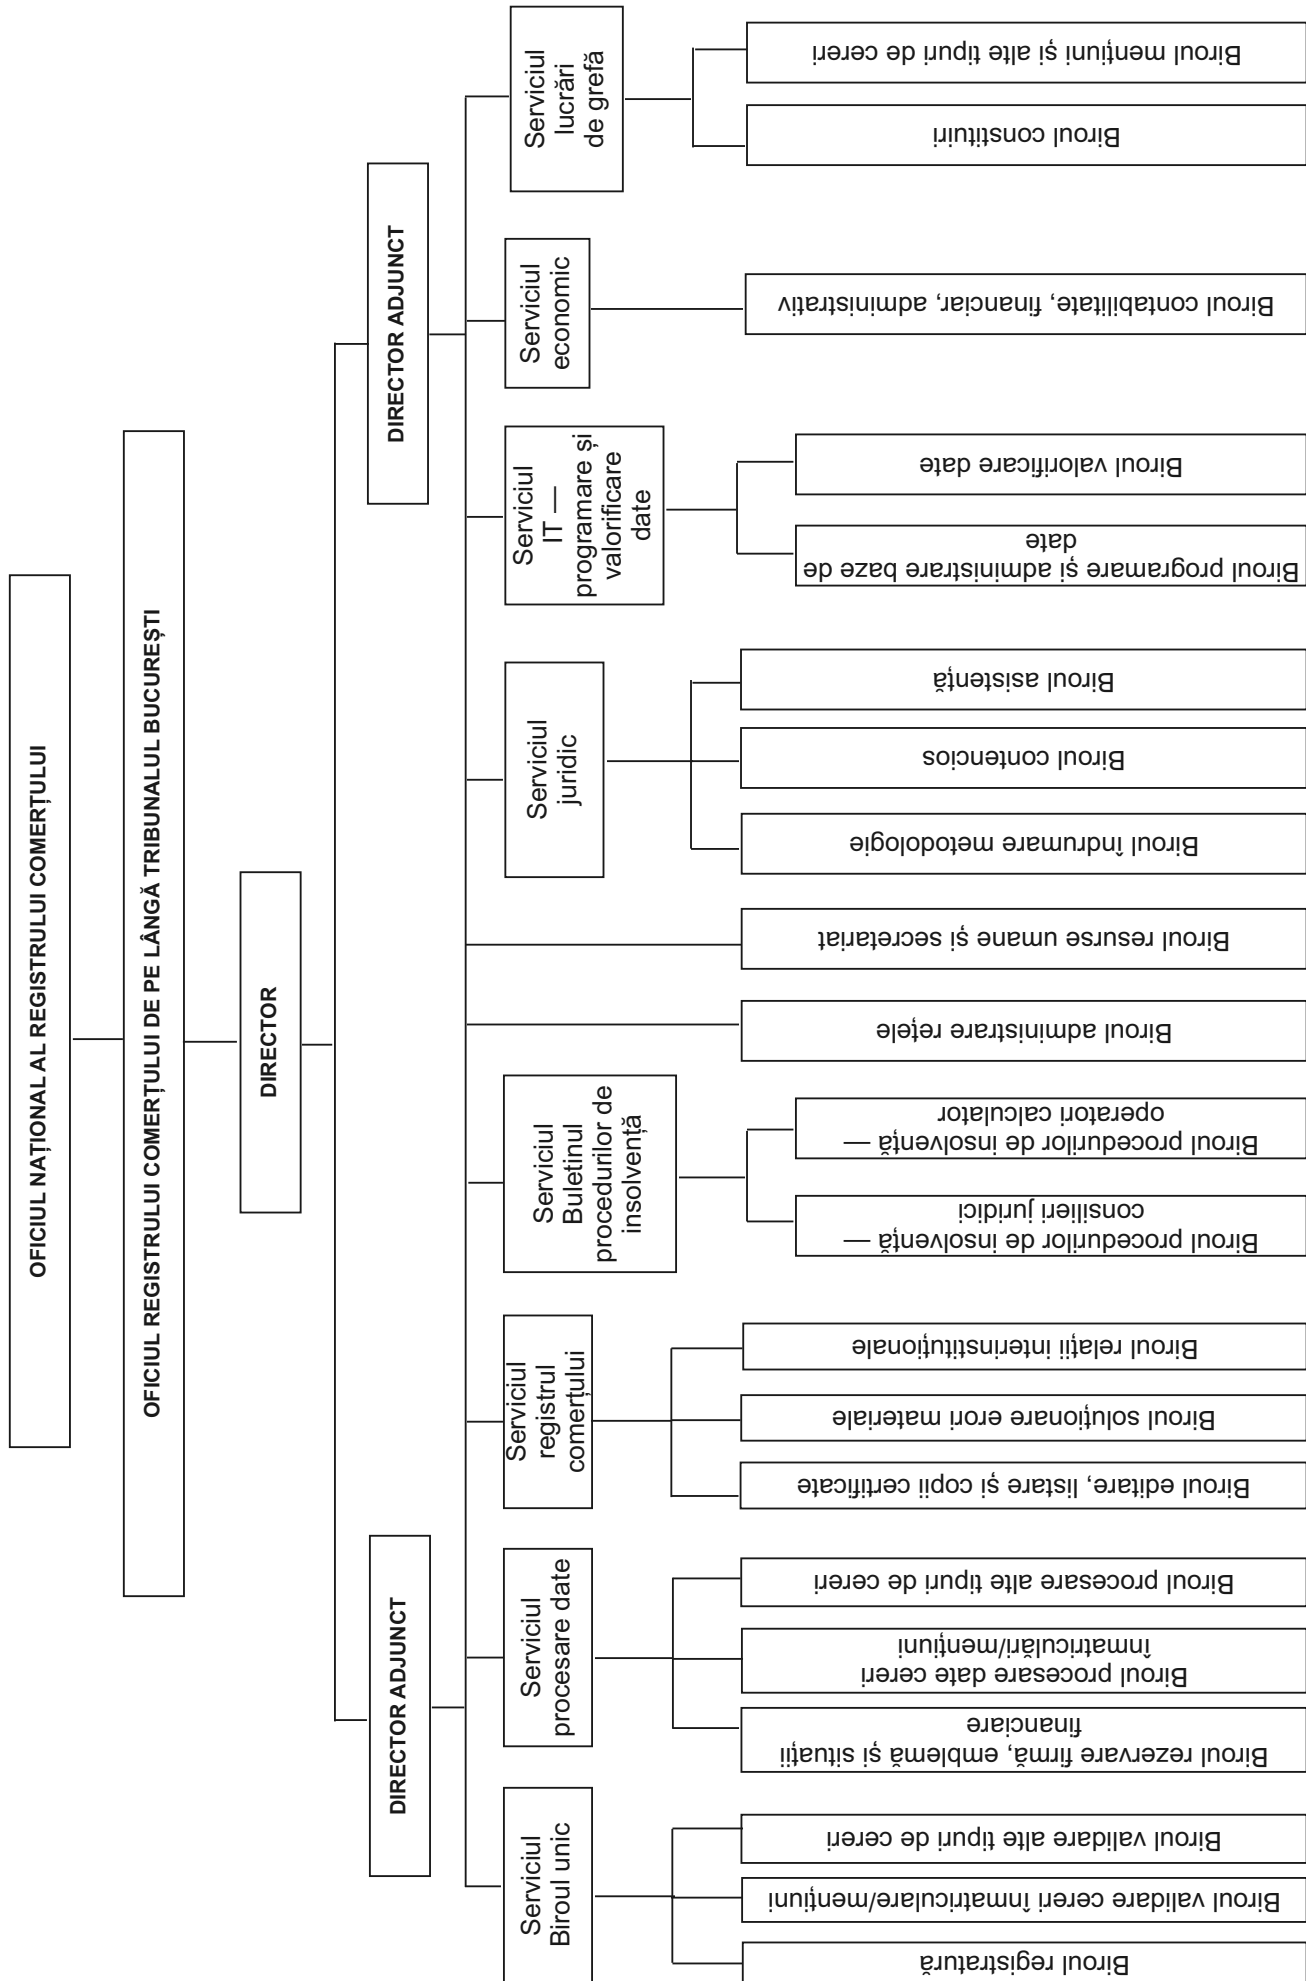 OFICIUL NAȚIONAL AL REGISTRULUI COMERȚULUI
OFICIUL REGISTRULUI COMERȚULUI DE PE LÂNGĂ TRIBUNALUL BUCUREȘTI
DIRECTOR
DIRECTOR ADJUNCT
DIRECTOR ADJUNCT
Serviciul
Biroul unic
Serviciul
procesare date
Serviciul
registrul
comerțului
Serviciul
Buletinul
procedurilor de
insolvență
Serviciul
juridic
Serviciul
IT —
programare și
valorificare
date
Serviciul
economic
Serviciul
lucrări
de grefă
Biroul registratură
Biroul validare cereri înmatriculare/mențiuni
Biroul validare alte tipuri de cereri
Biroul rezervare firmă, emblemă și situații
financiare
Biroul procesare date cereri
înmatriculări/mențiuni
Biroul procesare alte tipuri de cereri
Biroul editare, listare și copii certificate
Biroul soluționare erori materiale
Biroul relații interinstituționale
Biroul procedurilor de insolvență —
consilieri juridici
Biroul procedurilor de insolvență —
operatori calculator
Biroul administrare rețele
Biroul resurse umane și secretariat
Biroul îndrumare metodologie
Biroul contencios
Biroul asistență
Biroul programare și administrare baze de
date
Biroul valorificare date
Biroul contabilitate, financiar, administrativ
Biroul constituiri
Biroul mențiuni și alte tipuri de cereri